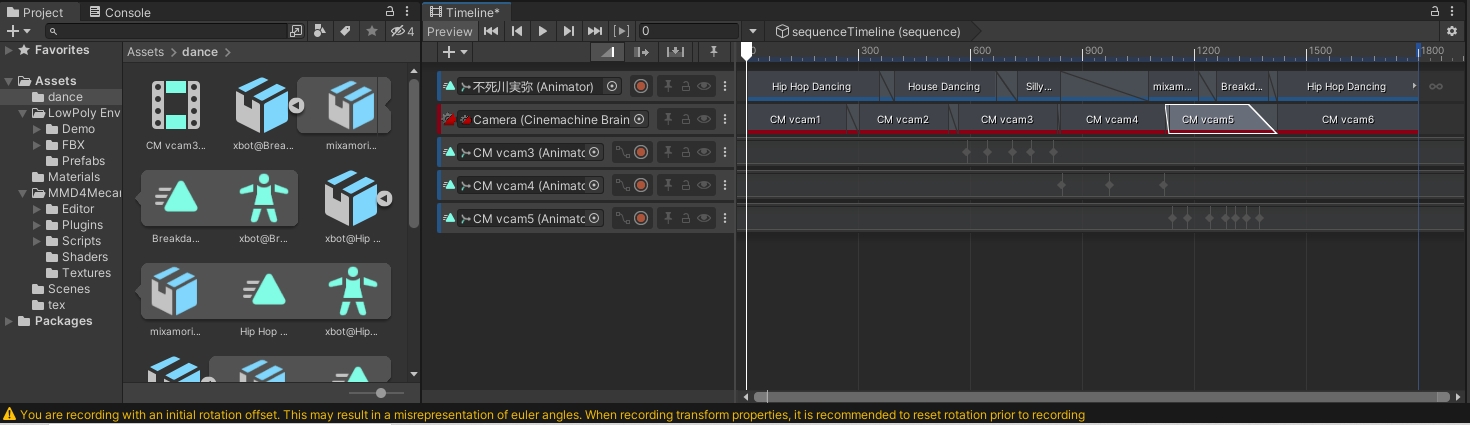 Project
Console
4
Favorites
Assets
dance
LowPoly Env
Demo
FBX
Prefabs
Materials
MMD4Mecan
Editor
Plugins
Scripts
Shaders
Textures
Scenes
tex
Packages
Assets > dance >
CM vcam3...
xbot@Brea...
mixamori...
Breakda...
xbot@Br...
xbot@Hip ...
mixamori...
Hip Hop ...
xbot@Hip...
Timeline*
Preview
0
sequenceTimeline (sequence)
300
600
900
1200
1500
1800
不死川実弥 (Animator)
Hip Hop Dancing
House Dancing
Silly...
mixam...
Breakd...
Hip Hop Dancing
Camera (Cinemachine Brain
CM vcam1
CM vcam2
CM vcam3
CM vcam4
CM vcam5
CM vcam6
CM vcam3 (Animato
CM vcam4 (Animato
CM vcam5 (Animato
You are recording with an initial rotation offset. This may result in a misrepresentation of euler angles. When recording transform properties, it is recommended to reset rotation prior to recording